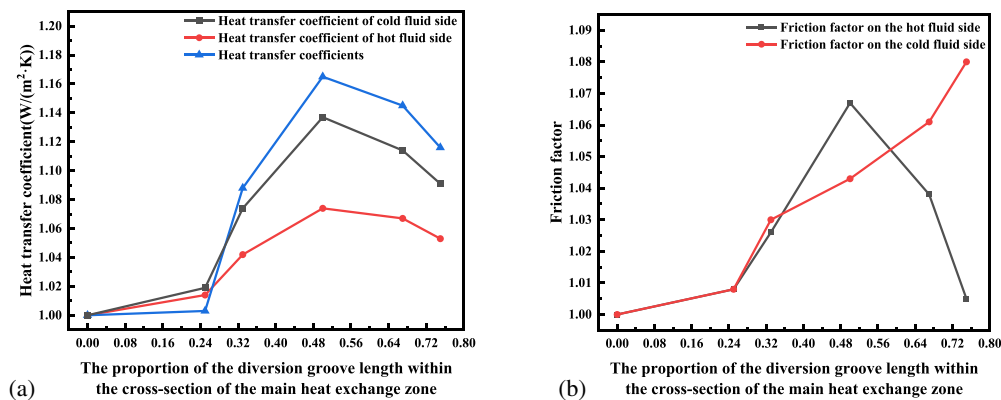 Heat transfer coefficient of cold fluid side
Heat transfer coefficient of hot fluid side
Heat transfer coefficients
Heat transfer coefficient(W/(m²·K))
1.20
1.18
1.16
1.14
1.12
1.10
1.08
1.06
1.04
1.02
1.00
0.00 0.08 0.16 0.24 0.32 0.40 0.48 0.56 0.64 0.72 0.80
The proportion of the diversion groove length within
the cross-section of the main heat exchange zone
(a)
Friction factor on the hot fluid side
Friction factor on the cold fluid side
Friction factor
1.09
1.08
1.07
1.06
1.05
1.04
1.03
1.02
1.01
1.00
0.00 0.08 0.16 0.24 0.32 0.40 0.48 0.56 0.64 0.72 0.80
The proportion of the diversion groove length within
the cross-section of the main heat exchange zone
(b)